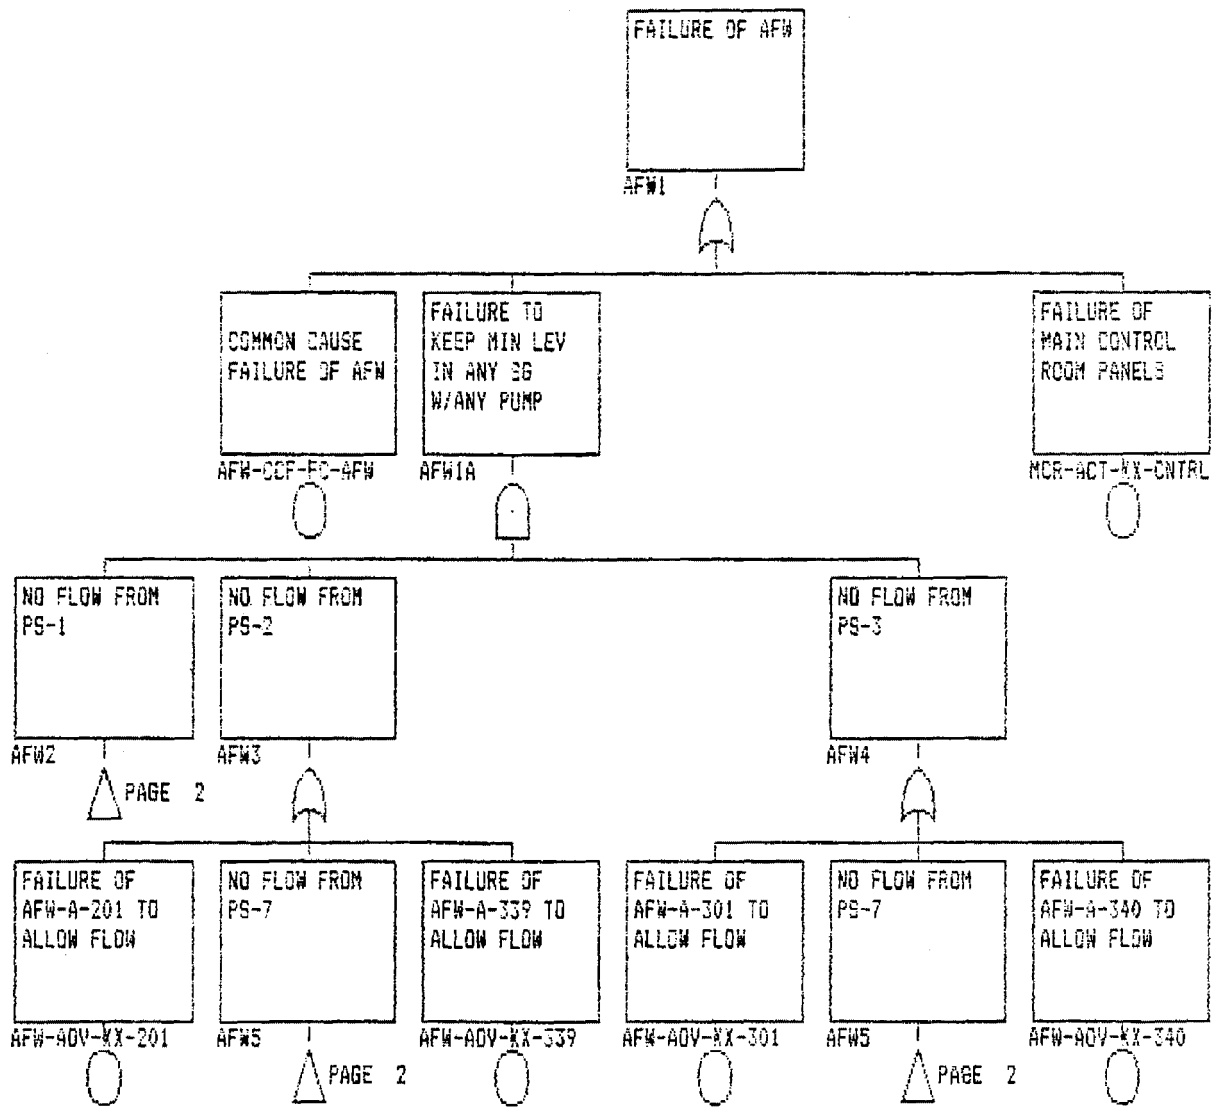 FAILURE OF AFW
AFW1
COMMON CAUSE
FAILURE OF AFW
AFW-CCF-FC-AFW
FAILURE TO
KEEP MIN LEV
IN ANY SG
W/ANY PUMP
AFW1A
FAILURE OF
MAIN CONTROL
ROOM PANELS
MCR-ACT-KX-CNTRL
NO FLOW FROM
PS-1
AFW2
PAGE 2
NO FLOW FROM
PS-2
AFW3
NO FLOW FROM
PS-3
AFW4
FAILURE OF
AFW-A-201 TO
ALLOW FLOW
AFW-AOV-KX-201
NO FLOW FROM
PS-7
AFW5
PAGE 2
FAILURE OF
AFW-A-339 TO
ALLOW FLOW
AFW-AOV-KX-339
FAILURE OF
AFW-A-301 TO
ALLOW FLOW
AFW-AOV-KX-301
NO FLOW FROM
PS-7
AFW5
PAGE 2
FAILURE OF
AFW-A-340 TO
ALLOW FLOW
AFW-AOV-KX-340